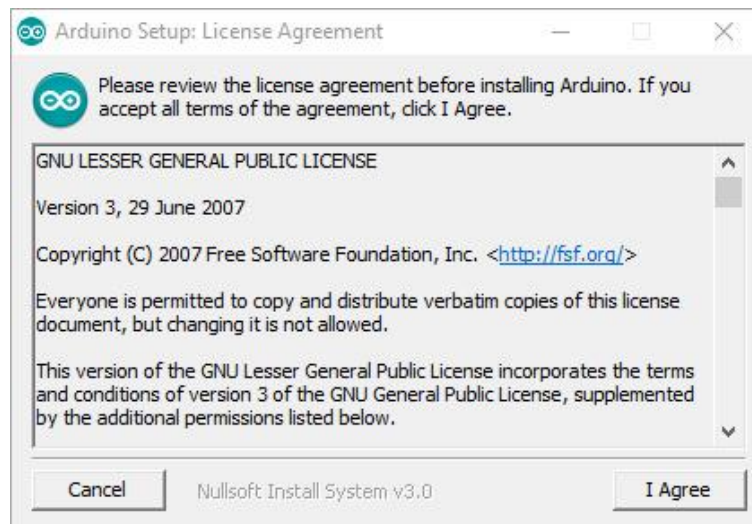 Arduino Setup: License Agreement
Please review the license agreement before installing Arduino. If you
accept all terms of the agreement, click I Agree.
GNU LESSER GENERAL PUBLIC LICENSE
Version 3, 29 June 2007
Copyright (C) 2007 Free Software Foundation, Inc. <http://fsf.org/>
Everyone is permitted to copy and distribute verbatim copies of this license
document, but changing it is not allowed.
This version of the GNU Lesser General Public License incorporates the terms
and conditions of version 3 of the GNU General Public License, supplemented
by the additional permissions listed below.
Cancel
Nullsoft Install System v3.0
I Agree